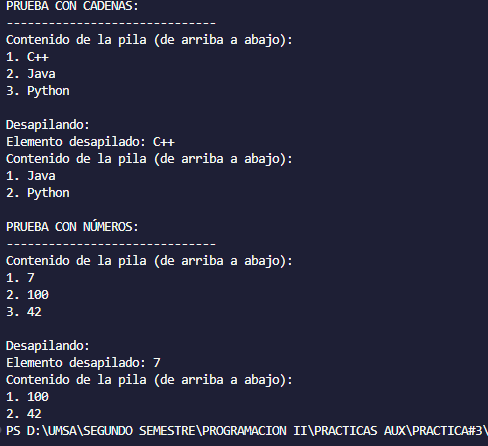 PRUEBA CON CADENAS:
------------------------------
Contenido de la pila (de arriba a abajo):
1. C++
2. Java
3. Python

Desapilando:
Elemento desapilado: C++
Contenido de la pila (de arriba a abajo):
1. Java
2. Python

PRUEBA CON NÚMEROS:
------------------------------
Contenido de la pila (de arriba a abajo):
1. 7
2. 100
3. 42

Desapilando:
Elemento desapilado: 7
Contenido de la pila (de arriba a abajo):
1. 100
2. 42
PS D:\UMSA\SEGUNDO SEMESTRE\PROGRAMACION II\PRACTICAS AUX\PRACTICA#3\